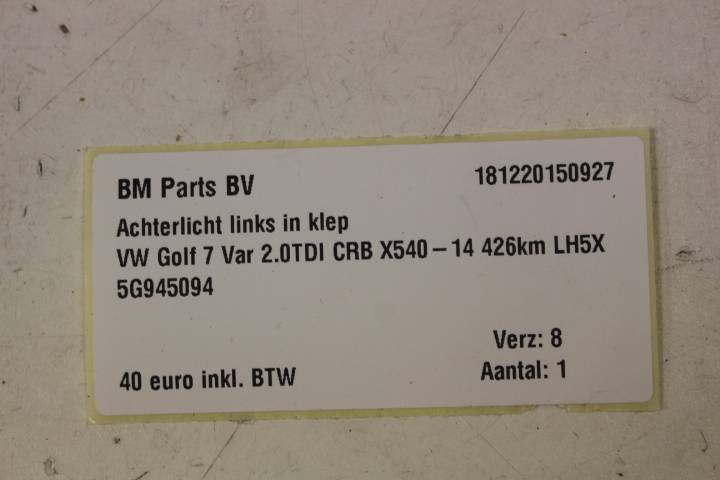 BM Parts BV 181220150927
Achterlicht links in klep
VW Golf 7 Var 2.0TDI CRB X540 – 14 426km LH5X
5G945094
Verz: 8
40 euro inkl. BTW Aantal: 1